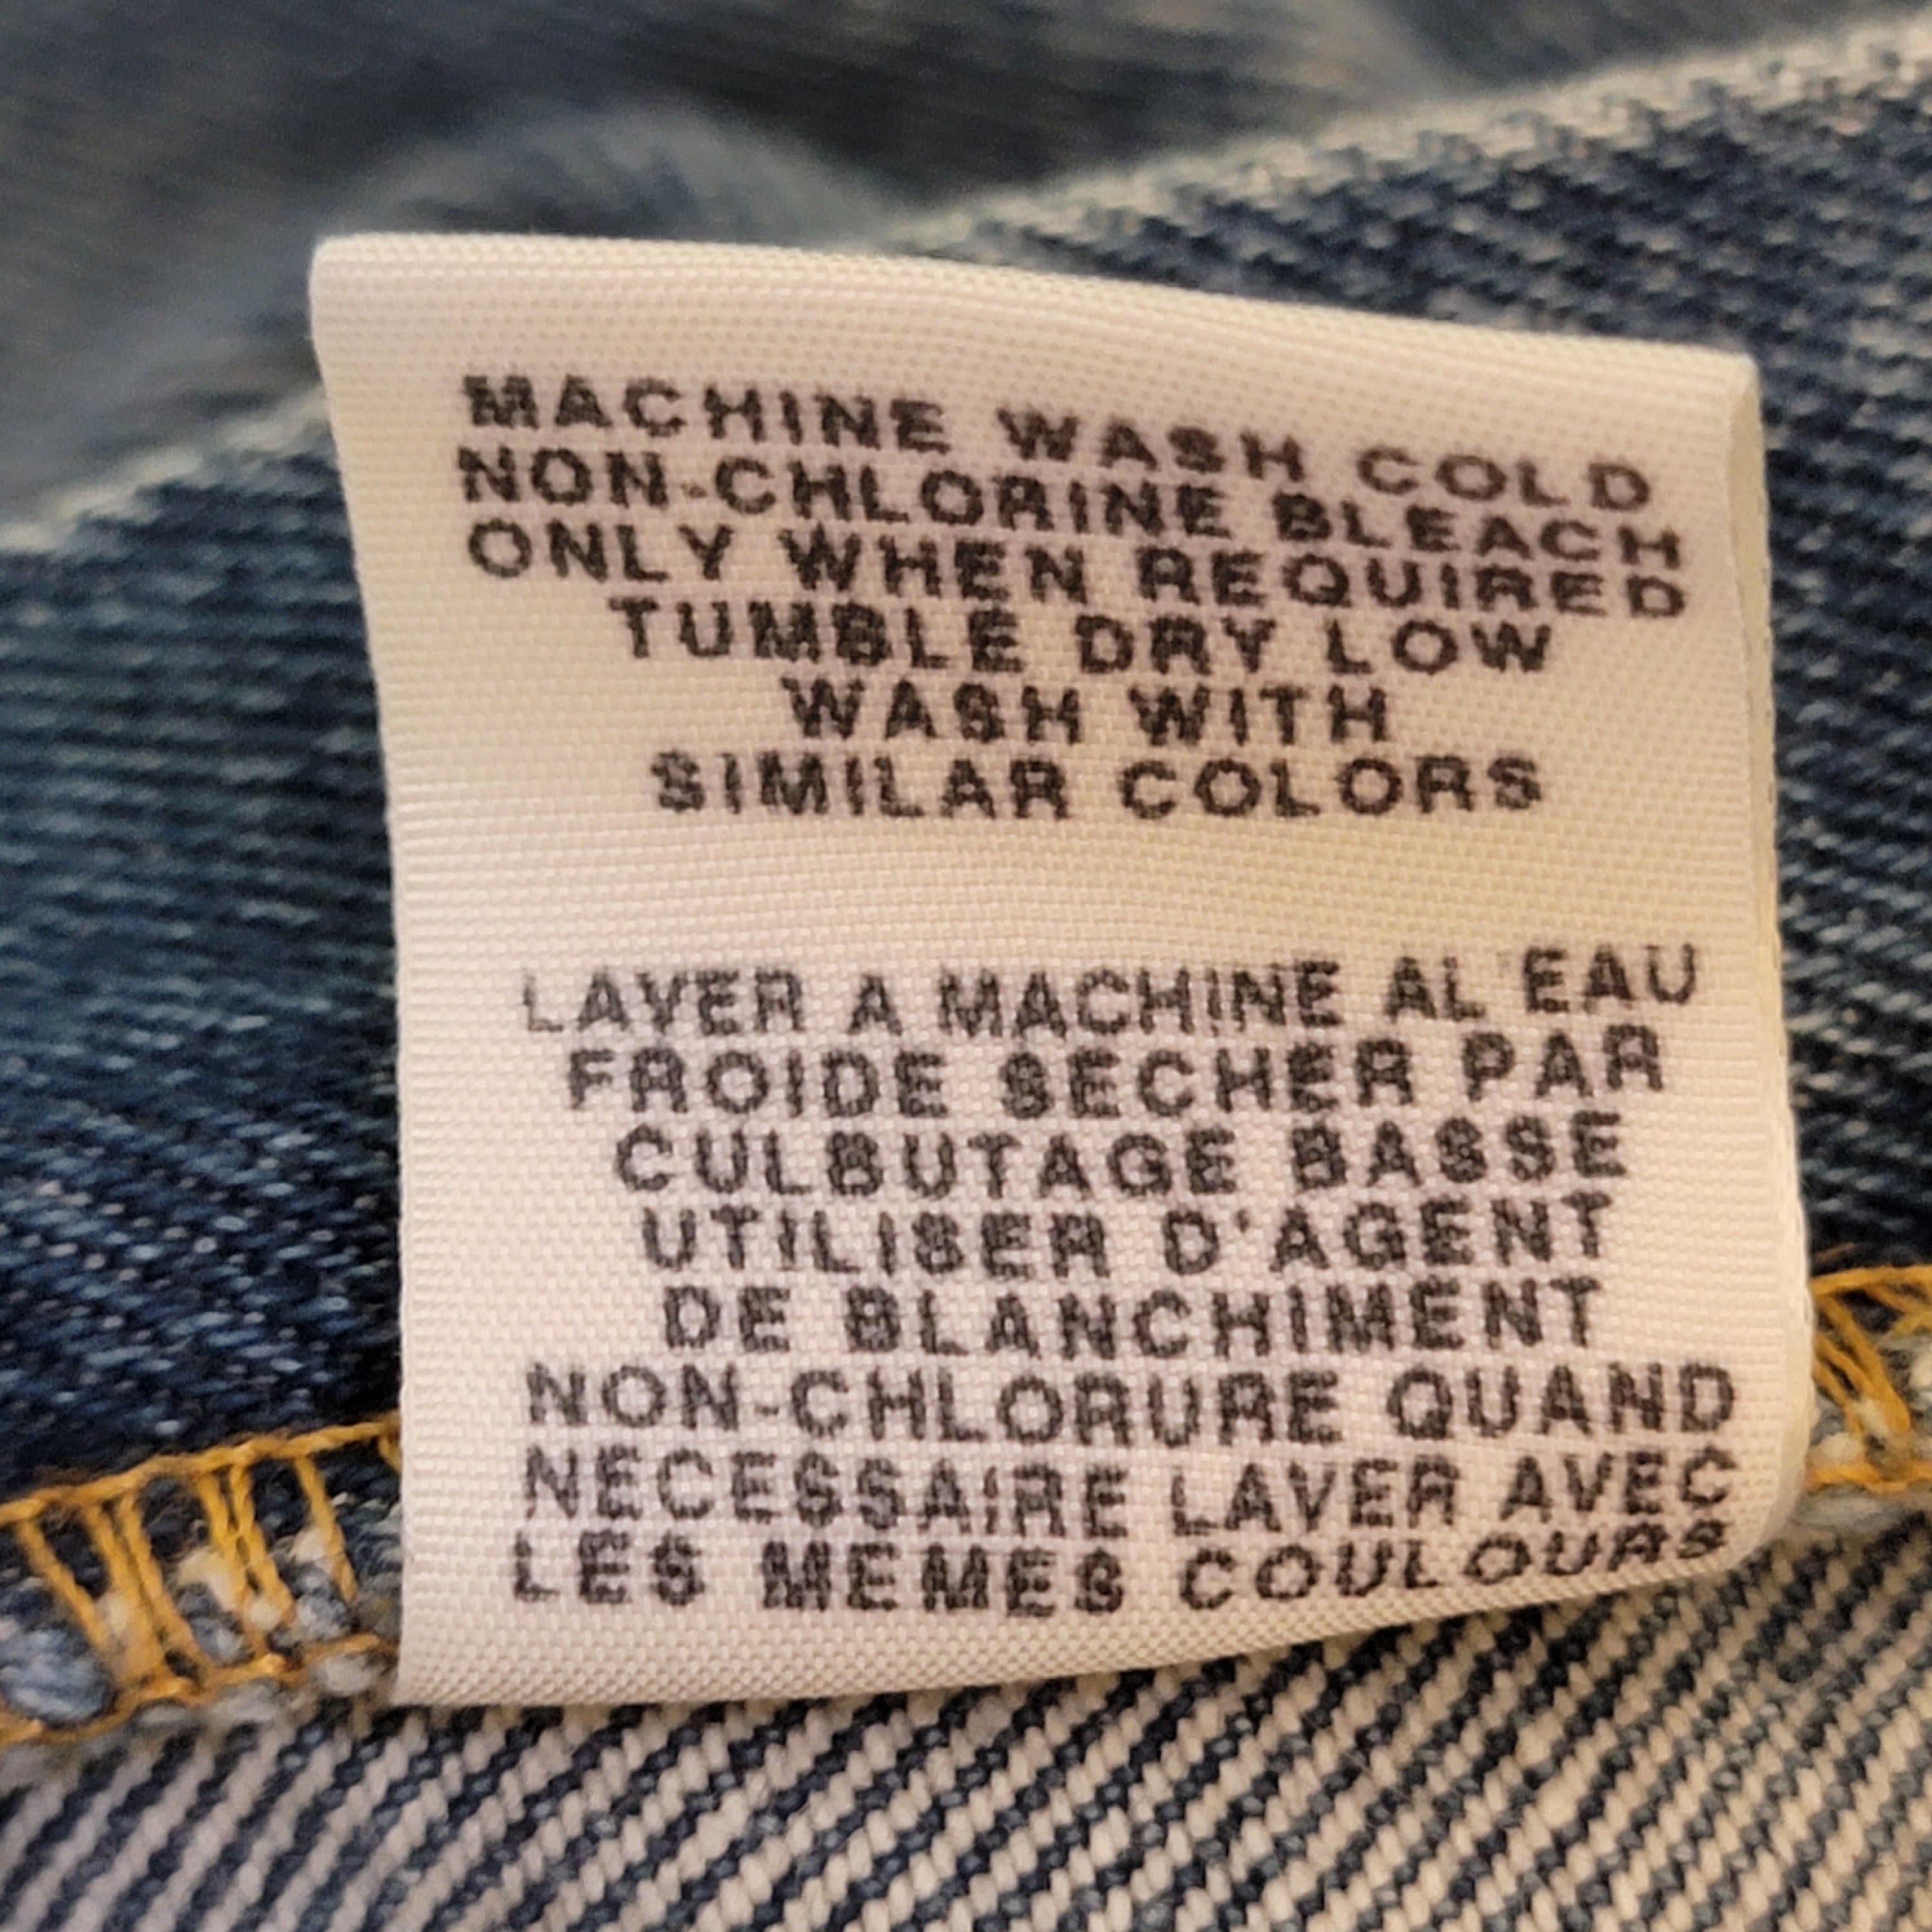 MACHINE WASH COLD
NON-CHLORINE BLEACH
ONLY WHEN REQUIRED
TUMBLE DRY LOW
WASH WITH
SIMILAR COLORS
LAVER A MACHINE AL'EAU
FROIDE SECHER PAR
CULBUTAGE BASSE
UTILISER D'AGENT
DE BLANCHIMENT
NON-CHLORURE QUAND
NECESSAIRE LAVER AVEC
LES MEMES COULOURS